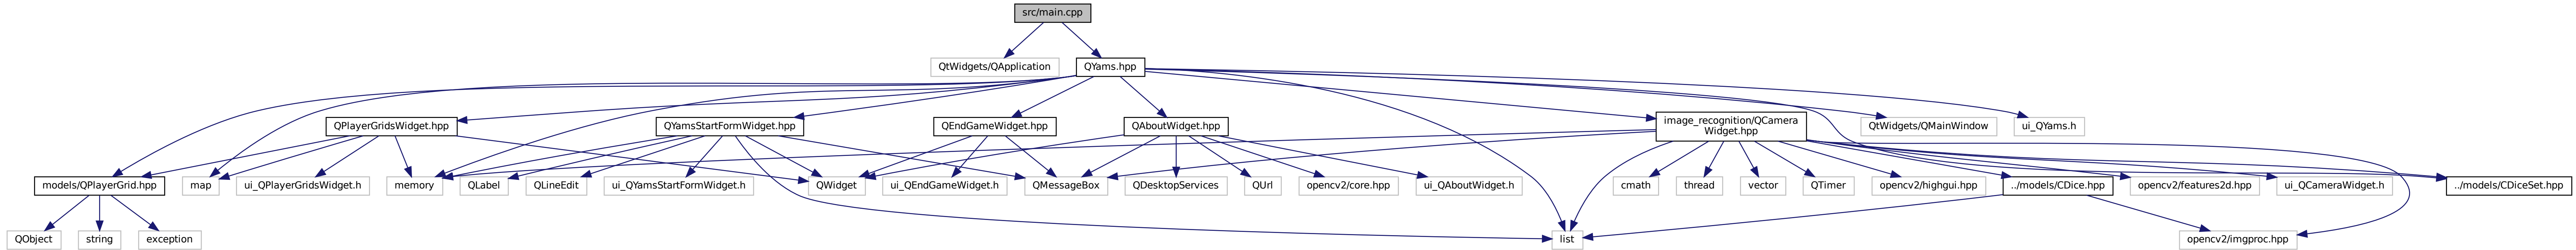 src/main.cpp
QtWidgets/QApplication
QYams.hpp
QPlayerGridsWidget.hpp
QYamsStartFormWidget.hpp
QEndGameWidget.hpp
QAboutWidget.hpp
image_recognition/QCamera
Widget.hpp
QtWidgets/QMainWindow
ui_QYams.h
models/QPlayerGrid.hpp
map
ui_QPlayerGridsWidget.h
memory
QLabel
QLineEdit
ui_QYamsStartFormWidget.h
QWidget
ui_QEndGameWidget.h
QMessageBox
QDesktopServices
QUrl
opencv2/core.hpp
ui_QAboutWidget.h
cmath
thread
vector
QTimer
opencv2/highgui.hpp
../models/CDice.hpp
opencv2/features2d.hpp
ui_QCameraWidget.h
../models/CDiceSet.hpp
QObject
string
exception
list
opencv2/imgproc.hpp